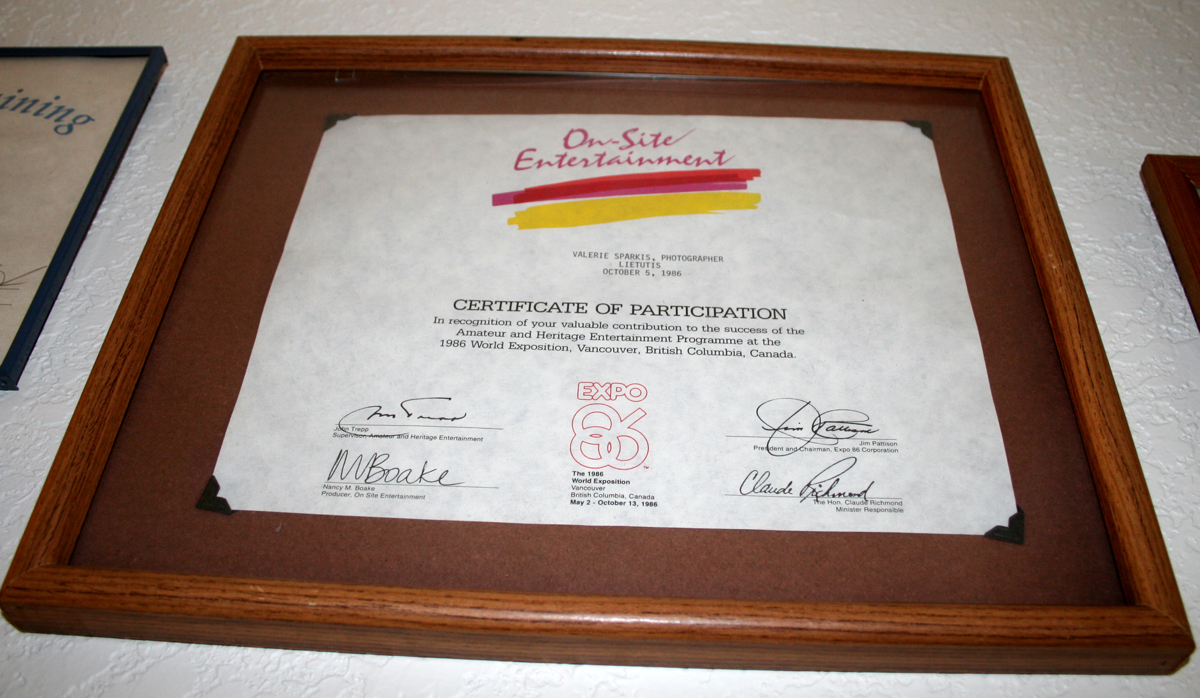 ining
On-Site
Entertainment
VALERIE SPARKIS, PHOTOGRAPHER
LIETUTIS
OCTOBER 5, 1986
CERTIFICATE OF PARTICIPATION
In recognition of your valuable contribution to the success of the
Amateur and Heritage Entertainment Programme at the
1986 World Exposition, Vancouver, British Columbia, Canada.
EXPO
86
TM
The 1986
World Exposition
Vancouver
British Columbia, Canada
May 2 - October 13, 1986
John Trepp
Supervisor, Amateur and Heritage Entertainment
NMBoake
Nancy M. Boake
Producer, On Site Entertainment
Jim Pattison
Jim Pattison
President and Chairman, Expo 86 Corporation
Claude Richmond
The Hon. Claude Richmond
Minister Responsible